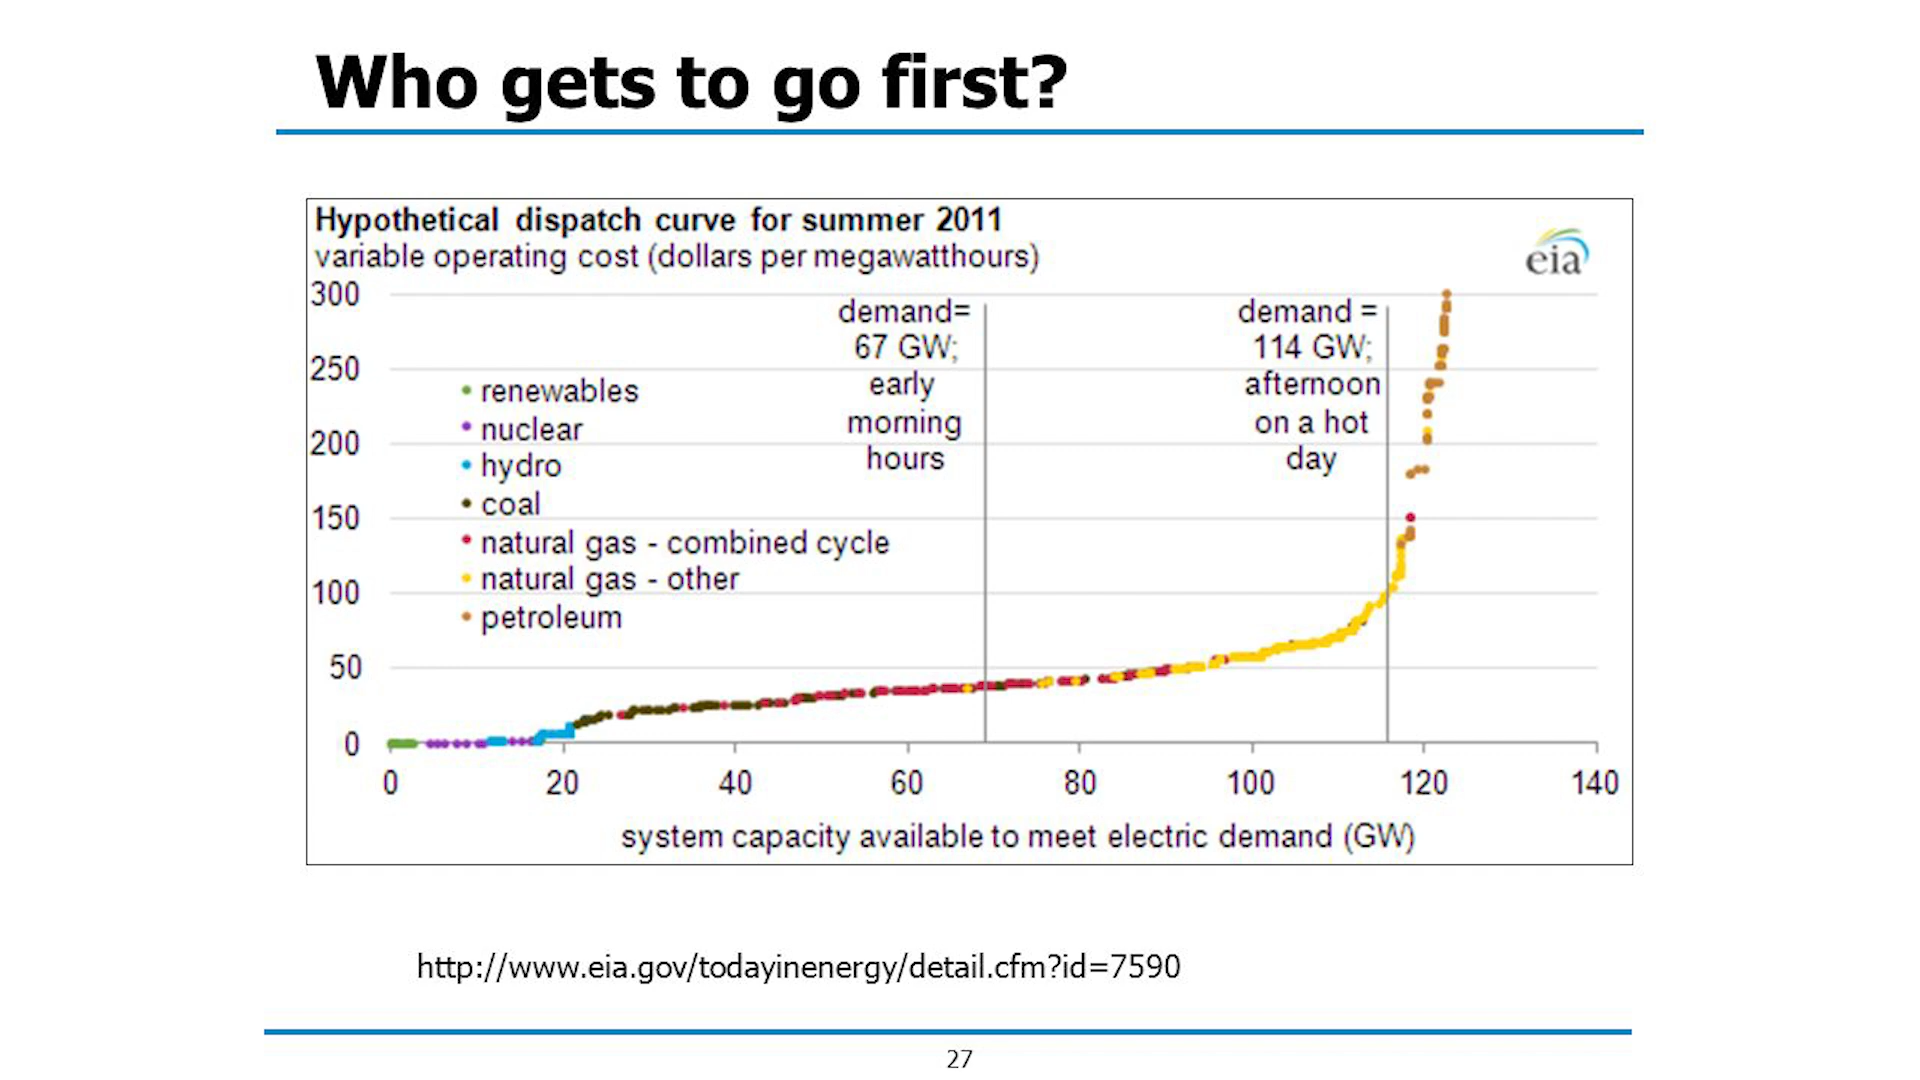 Who gets to go first?
Hypothetical dispatch curve for summer 2011
variable operating cost (dollars per megawatthours)
eia
300
250
200
150
100
50
0
demand=
67 GW;
early
morning
hours
demand =
114 GW;
afternoon
on a hot
day
renewables
nuclear
hydro
coal
natural gas - combined cycle
natural gas - other
petroleum
0 20 40 60 80 100 120 140
system capacity available to meet electric demand (GW)
http://www.eia.gov/todayinenergy/detail.cfm?id=7590
27